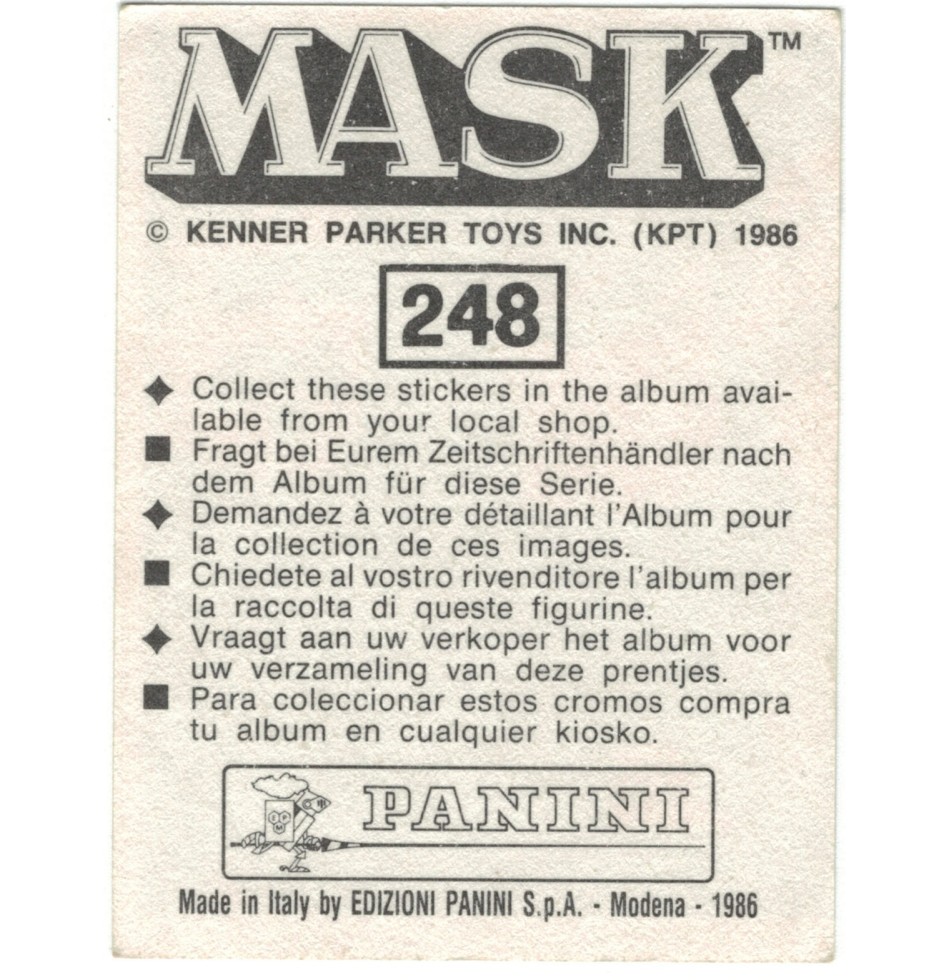 MASK™
© KENNER PARKER TOYS INC. (KPT) 1986
248
Collect these stickers in the album avai-
lable from your local shop.
Fragt bei Eurem Zeitschriftenhändler nach
dem Album für diese Serie.
Demandez à votre détaillant l'Album pour
la collection de ces images.
Chiedete al vostro rivenditore l'album per
la raccolta di queste figurine.
Vraagt aan uw verkoper het album voor
uw verzameling van deze prentjes.
Para coleccionar estos cromos compra
tu album en cualquier kiosko.
PANINI
Made in Italy by EDIZIONI PANINI S.p.A. - Modena - 1986